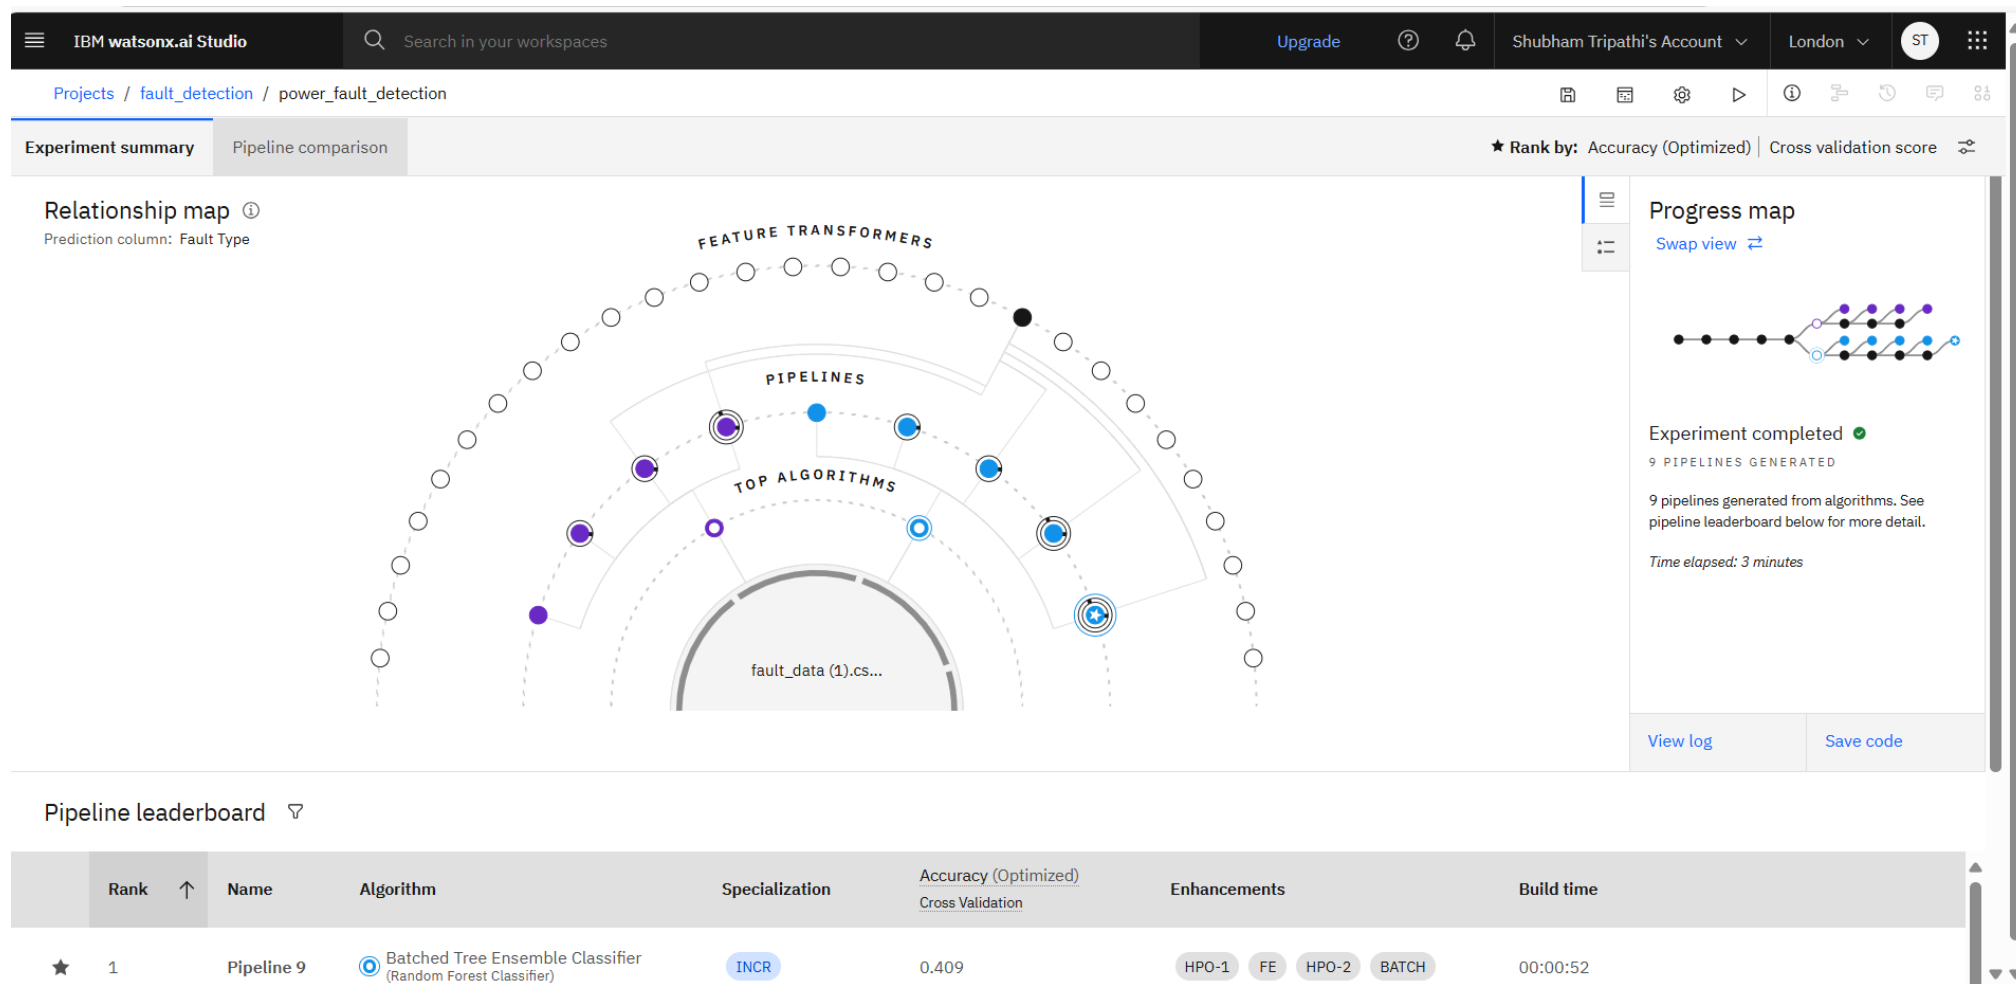 IBM watsonx.ai Studio
Search in your workspaces
Upgrade
Shubham Tripathi's Account
London
ST
Projects / fault_detection / power_fault_detection
Experiment summary
Pipeline comparison
Rank by: Accuracy (Optimized) | Cross validation score
Relationship map
Prediction column: Fault Type
FEATURE TRANSFORMERS
PIPELINES
TOP ALGORITHMS
fault_data (1).cs...
Progress map
Swap view
Experiment completed
9 PIPELINES GENERATED
9 pipelines generated from algorithms. See
pipeline leaderboard below for more detail.
Time elapsed: 3 minutes
View log
Save code
Pipeline leaderboard
Rank
Name
Algorithm
Specialization
Accuracy (Optimized)
Cross Validation
Enhancements
Build time
1
Pipeline 9
Batched Tree Ensemble Classifier
(Random Forest Classifier)
INCR
0.409
HPO-1 FE HPO-2 BATCH
00:00:52